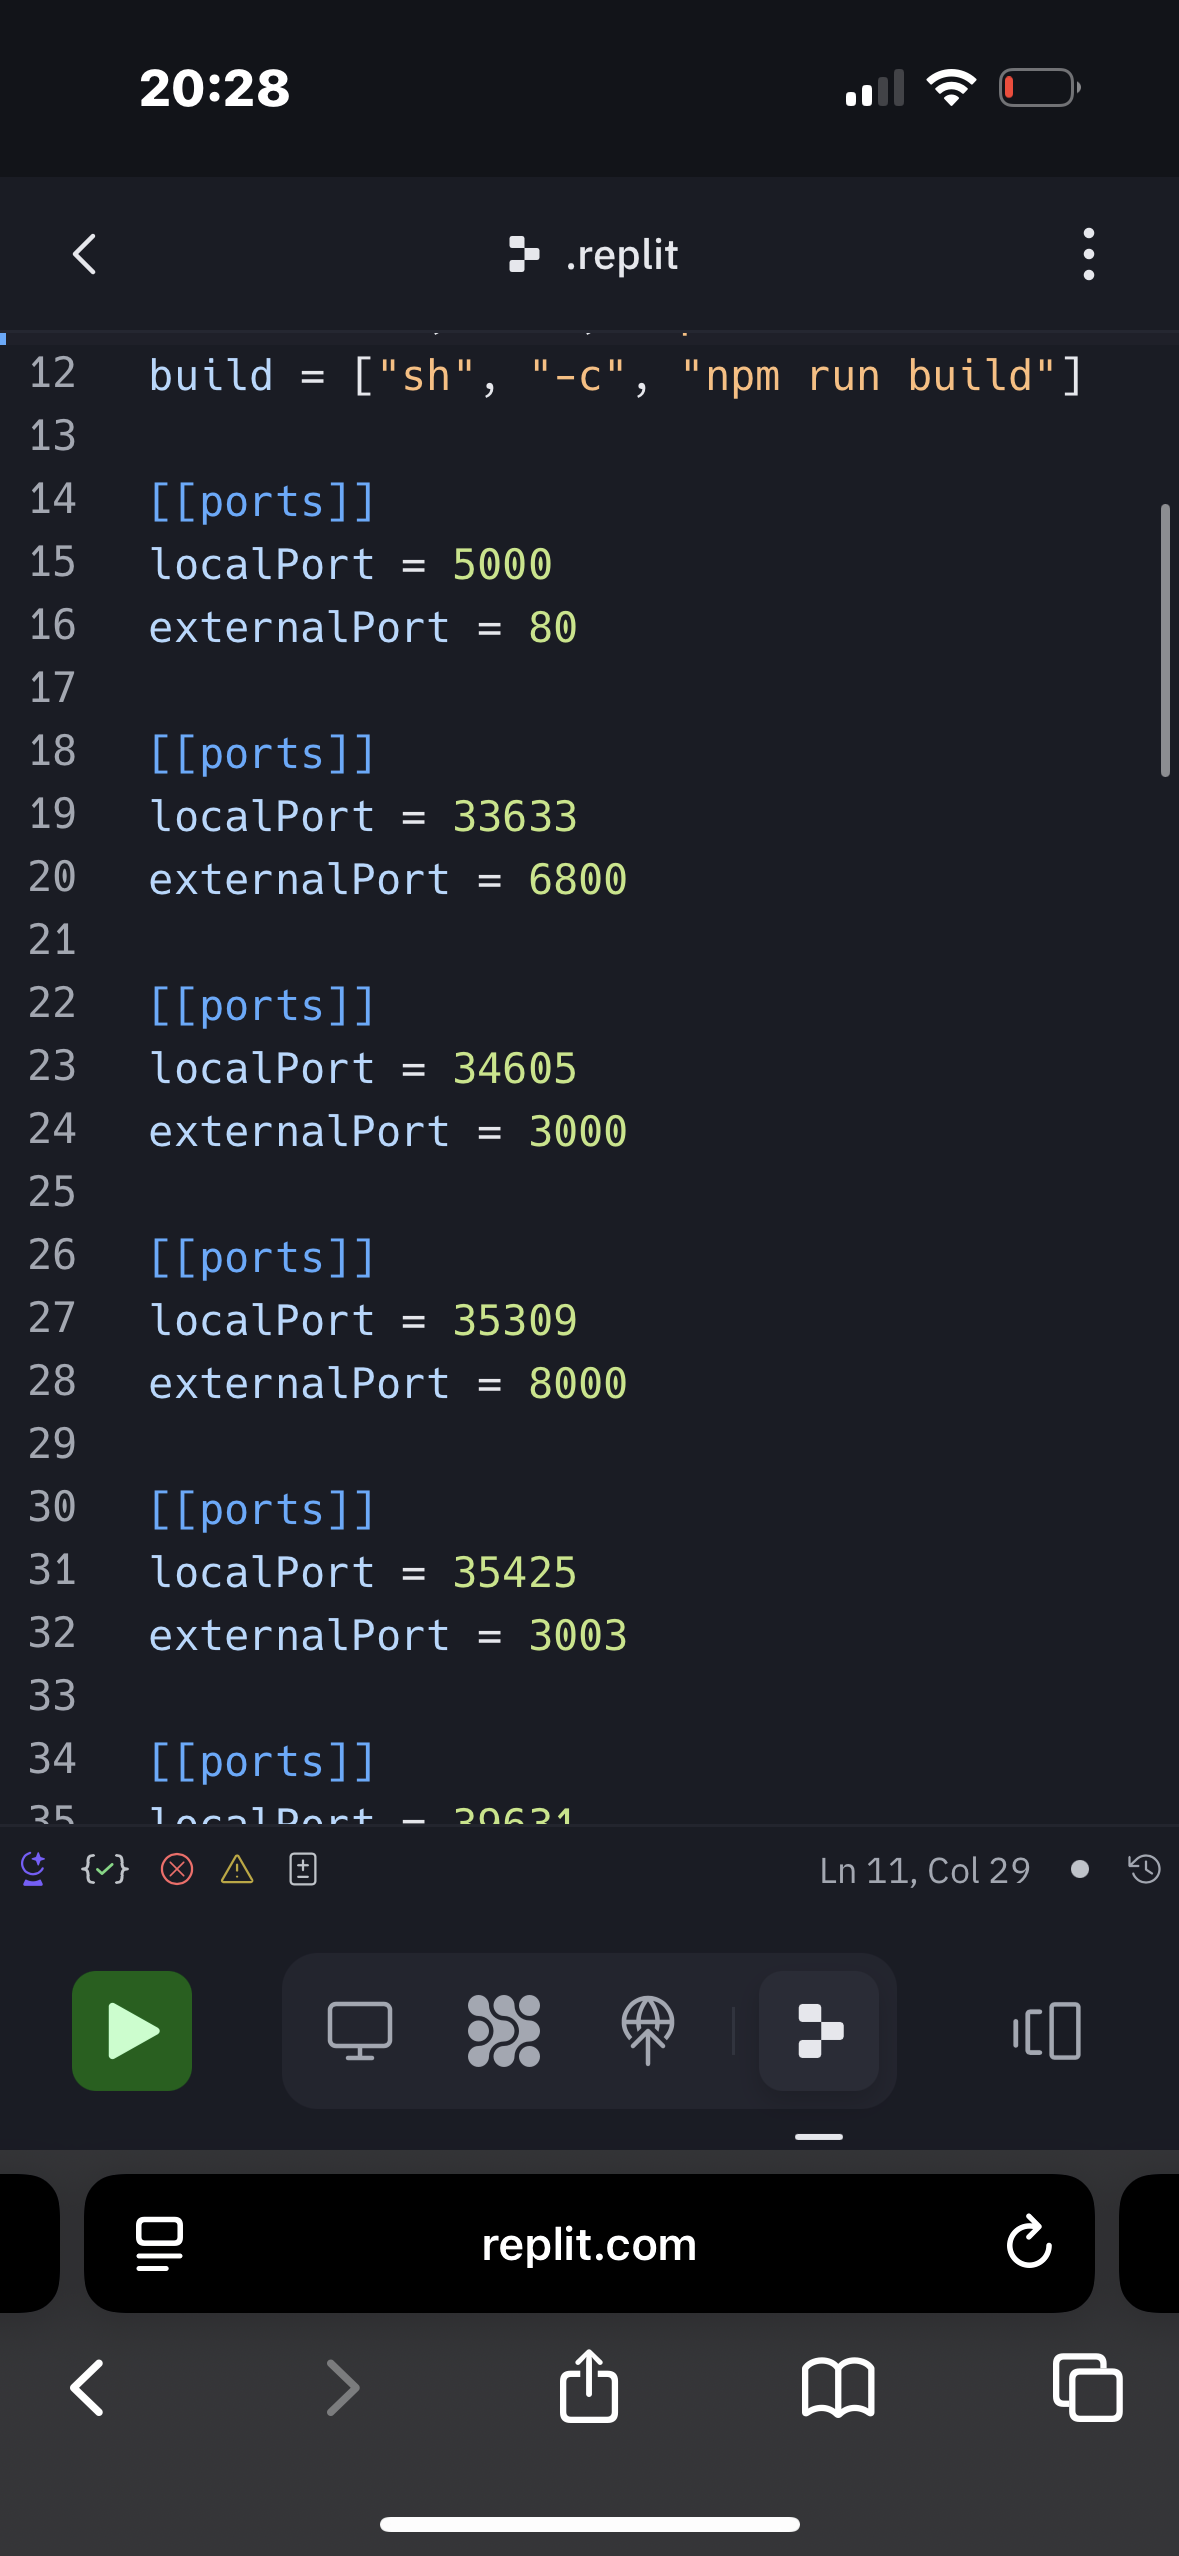 20:28
.replit
12 build = ["sh", "-c", "npm run build"]
13
14 [[ports]]
15 localPort = 5000
16 externalPort = 80
17
18 [[ports]]
19 localPort = 33633
20 externalPort = 6800
21
22 [[ports]]
23 localPort = 34605
24 externalPort = 3000
25
26 [[ports]]
27 localPort = 35309
28 externalPort = 8000
29
30 [[ports]]
31 localPort = 35425
32 externalPort = 3003
33
34 [[ports]]
35 localPort = 39631
Ln 11, Col 29
replit.com